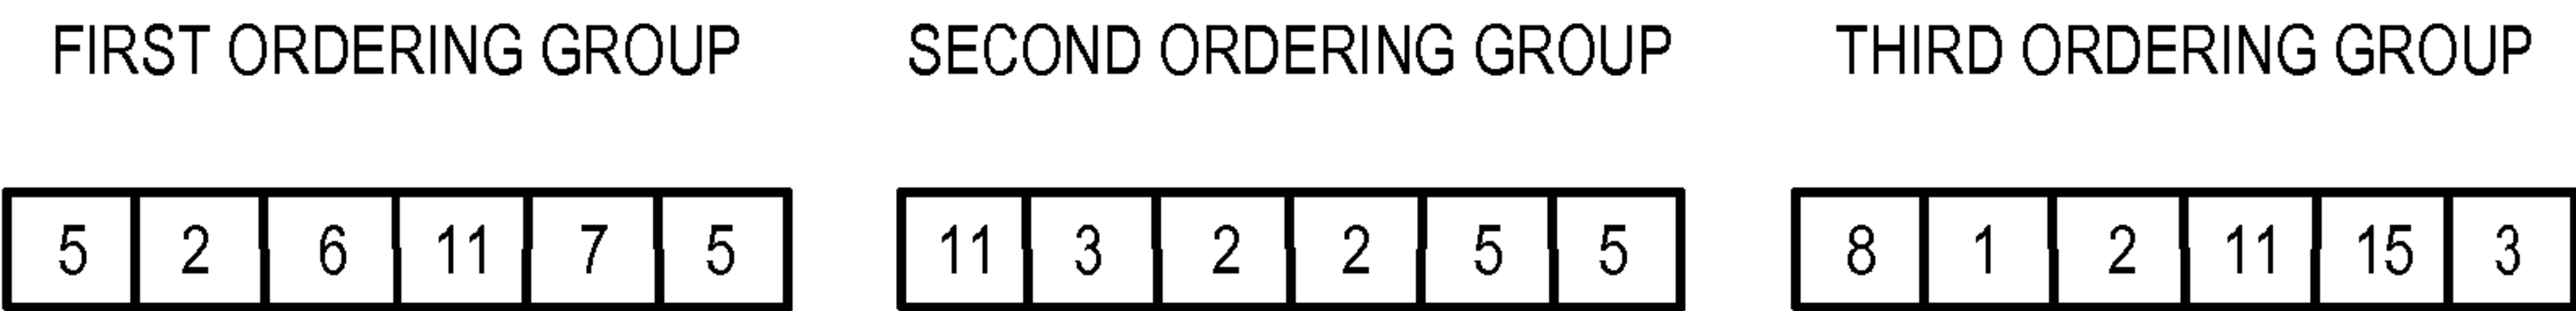 FIRST ORDERING GROUP SECOND ORDERING GROUP THIRD ORDERING GROUP
5 2 6 11 7 5 11 3 2 2 5 5 8 1 2 11 15 3